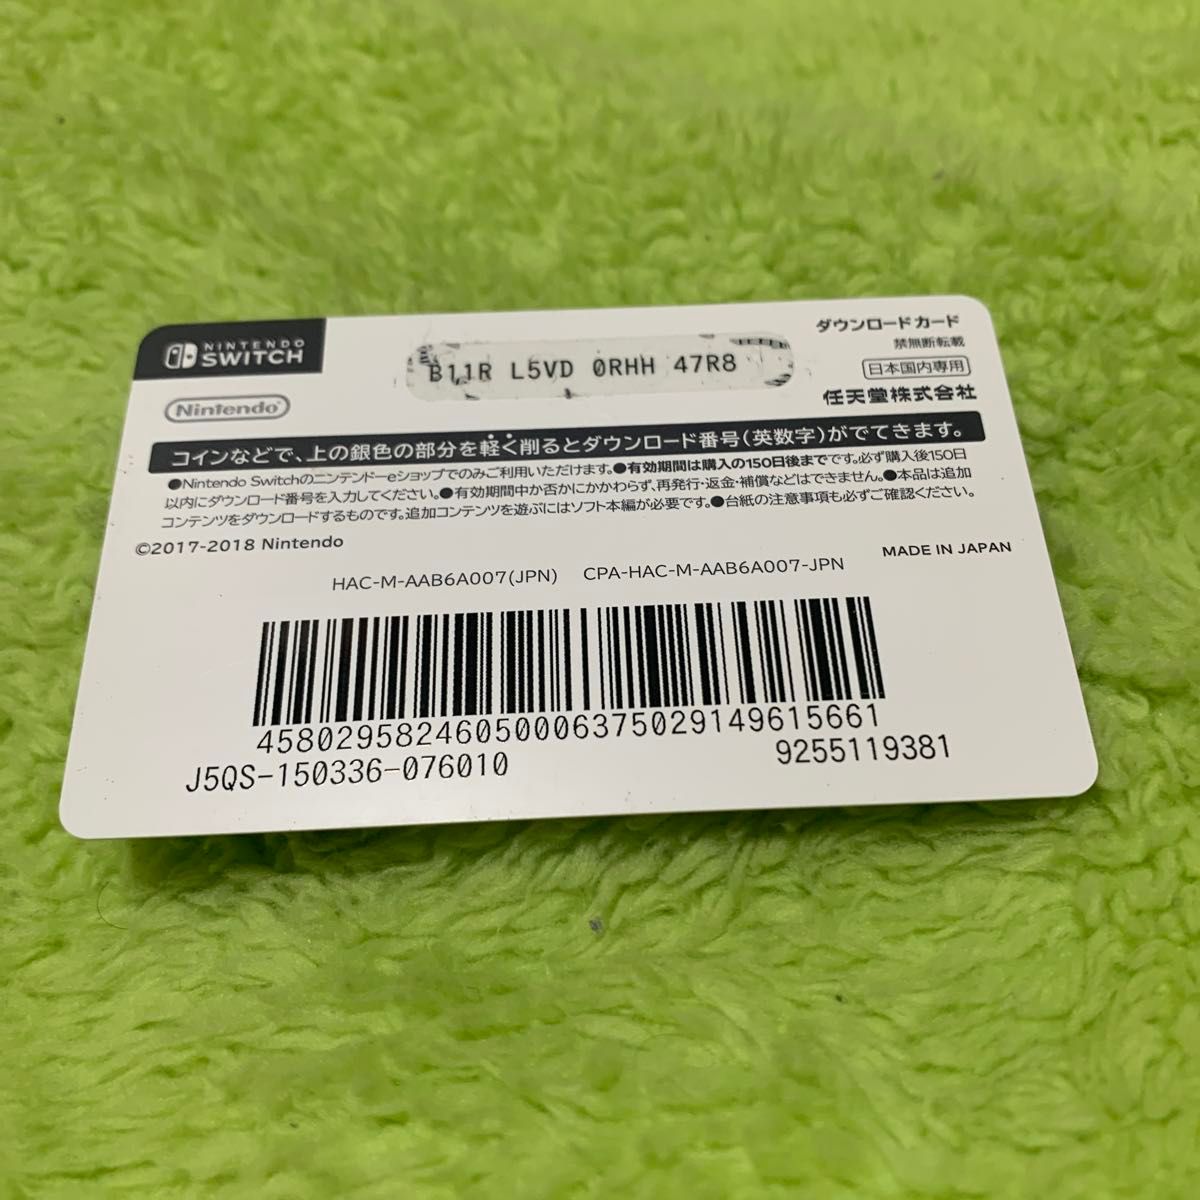 NINTENDO
SWITCH
Nintendo
B11R L5VD 0RHH 47R8
ダウンロードカード
禁無断転載
日本国内専用
任天堂株式会社
コインなどで、上の銀色の部分を軽く削るとダウンロード番号(英数字)がでてきます。
●Nintendo Switchのニンテンドーeショップでのみご利用いただけます。●有効期間は購入の150日後までです。必ず購入後150日
以内にダウンロード番号を入力してください。●有効期間中か否かにかかわらず、再発行・返金・補償などはできません。●本品は追加
コンテンツをダウンロードするものです。追加コンテンツを遊ぶにはソフト本編が必要です。●台紙の注意事項も必ずご確認ください。
©2017-2018 Nintendo
MADE IN JAPAN
HAC-M-AAB6A007(JPN) CPA-HAC-M-AAB6A007-JPN
45802958246050006375029149615661
J5QS-150336-076010
9255119381